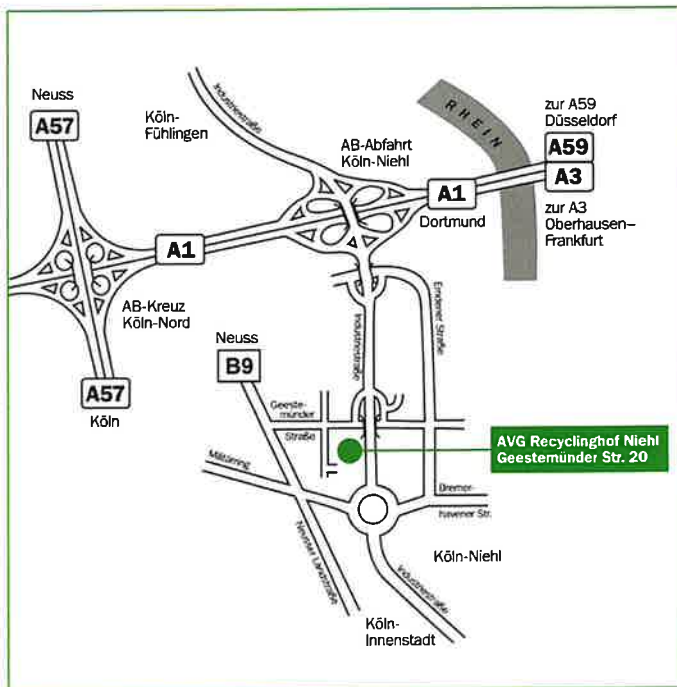 Neuss
A57
Köln-
Fühlingen
Industriestraße
AB-Abfahrt
Köln-Niehl
RHEIN
zur A59
Düsseldorf
A59
A3
A1
Dortmund
zur A3
Oberhausen–
Frankfurt
A1
AB-Kreuz
Köln-Nord
A57
Köln
Neuss
B9
Industriestraße
Emdener Straße
Geeste-
münder
Straße
AVG Recyclinghof Niehl
Geestemünder Str. 20
Militärring
Neusser Landstraße
Bremer-
havener Str.
Köln-Niehl
Industriestraße
Köln-
Innenstadt